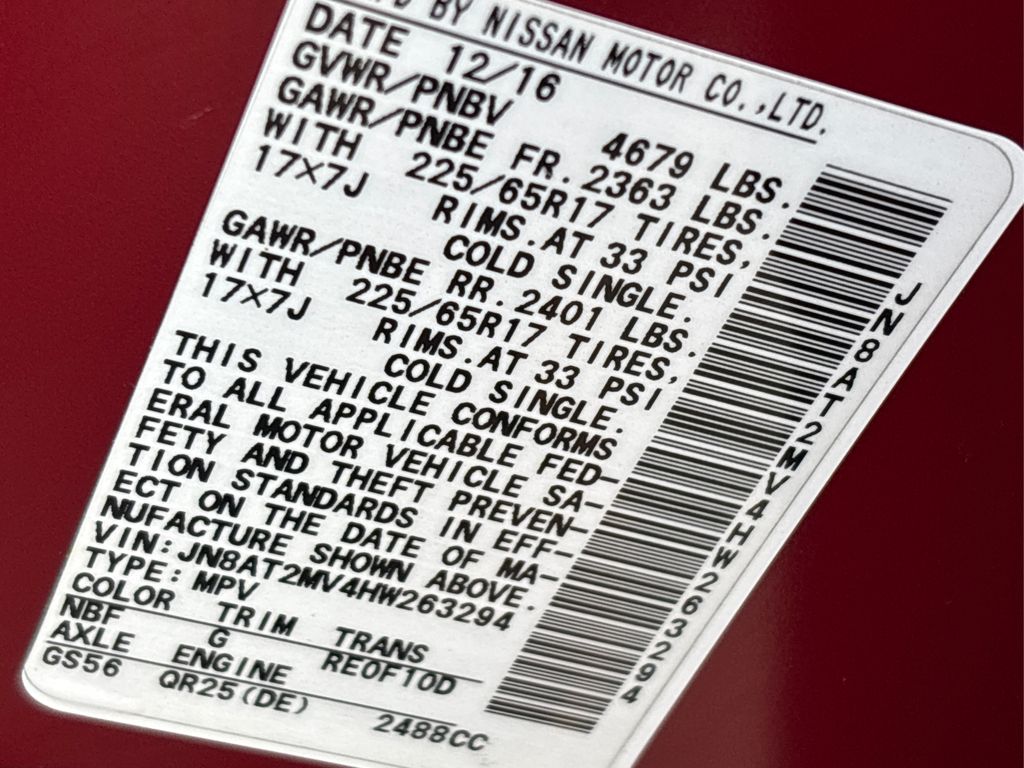 BY NISSAN MOTOR CO.,LTD.
DATE 12/16
GVWR/PNBV 4679 LBS.
GAWR/PNBE FR. 2363 LBS.
WITH 225/65R17 TIRES,
17×7J RIMS.AT 33 PSI
COLD SINGLE.
GAWR/PNBE RR. 2401 LBS.
WITH 225/65R17 TIRES,
17×7J RIMS.AT 33 PSI
COLD SINGLE.
THIS VEHICLE CONFORMS
TO ALL APPLICABLE FED-
ERAL MOTOR VEHICLE SA-
FETY AND THEFT PREVEN-
TION STANDARDS IN EFF-
ECT ON THE DATE OF MA-
NUFACTURE SHOWN ABOVE.
VIN:JN8AT2MV4HW263294
TYPE: MPV
COLOR TRIM TRANS
NBF G RE0F10D
AXLE ENGINE
GS56 QR25(DE) 2488CC
JN8AT2MV4HW263294